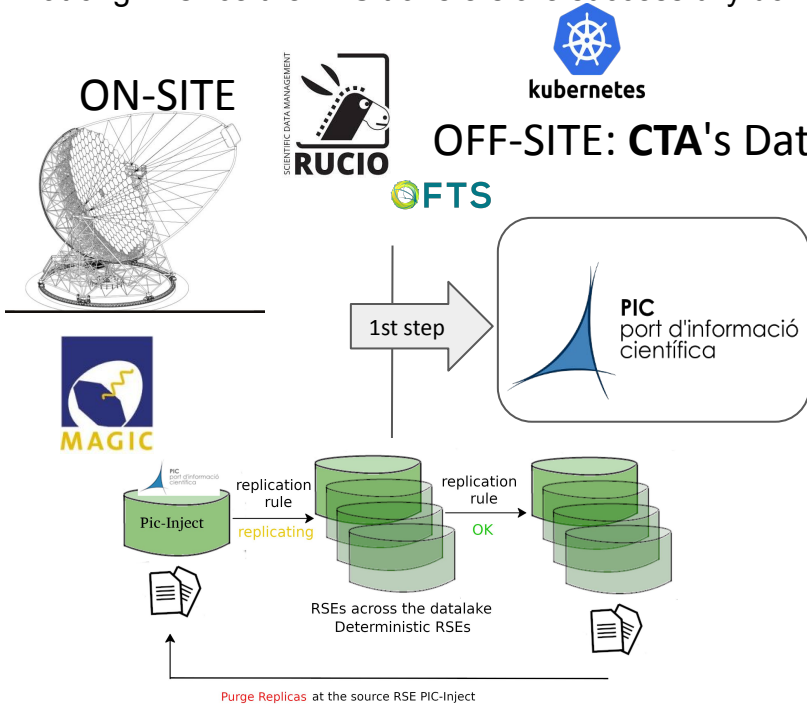 ON-SITE
SCIENTIFIC DATA MANAGEMENT
RUCIO
kubernetes
OFF-SITE: CTA's Dat
FTS
1st step
PIC
port d'informació
científica
MAGIC
PIC
port d'informació
científica
Pic-Inject
replication
rule
replicating
replication
rule
OK
RSEs across the datalake
Deterministic RSEs
Purge Replicas at the source RSE PIC-Inject